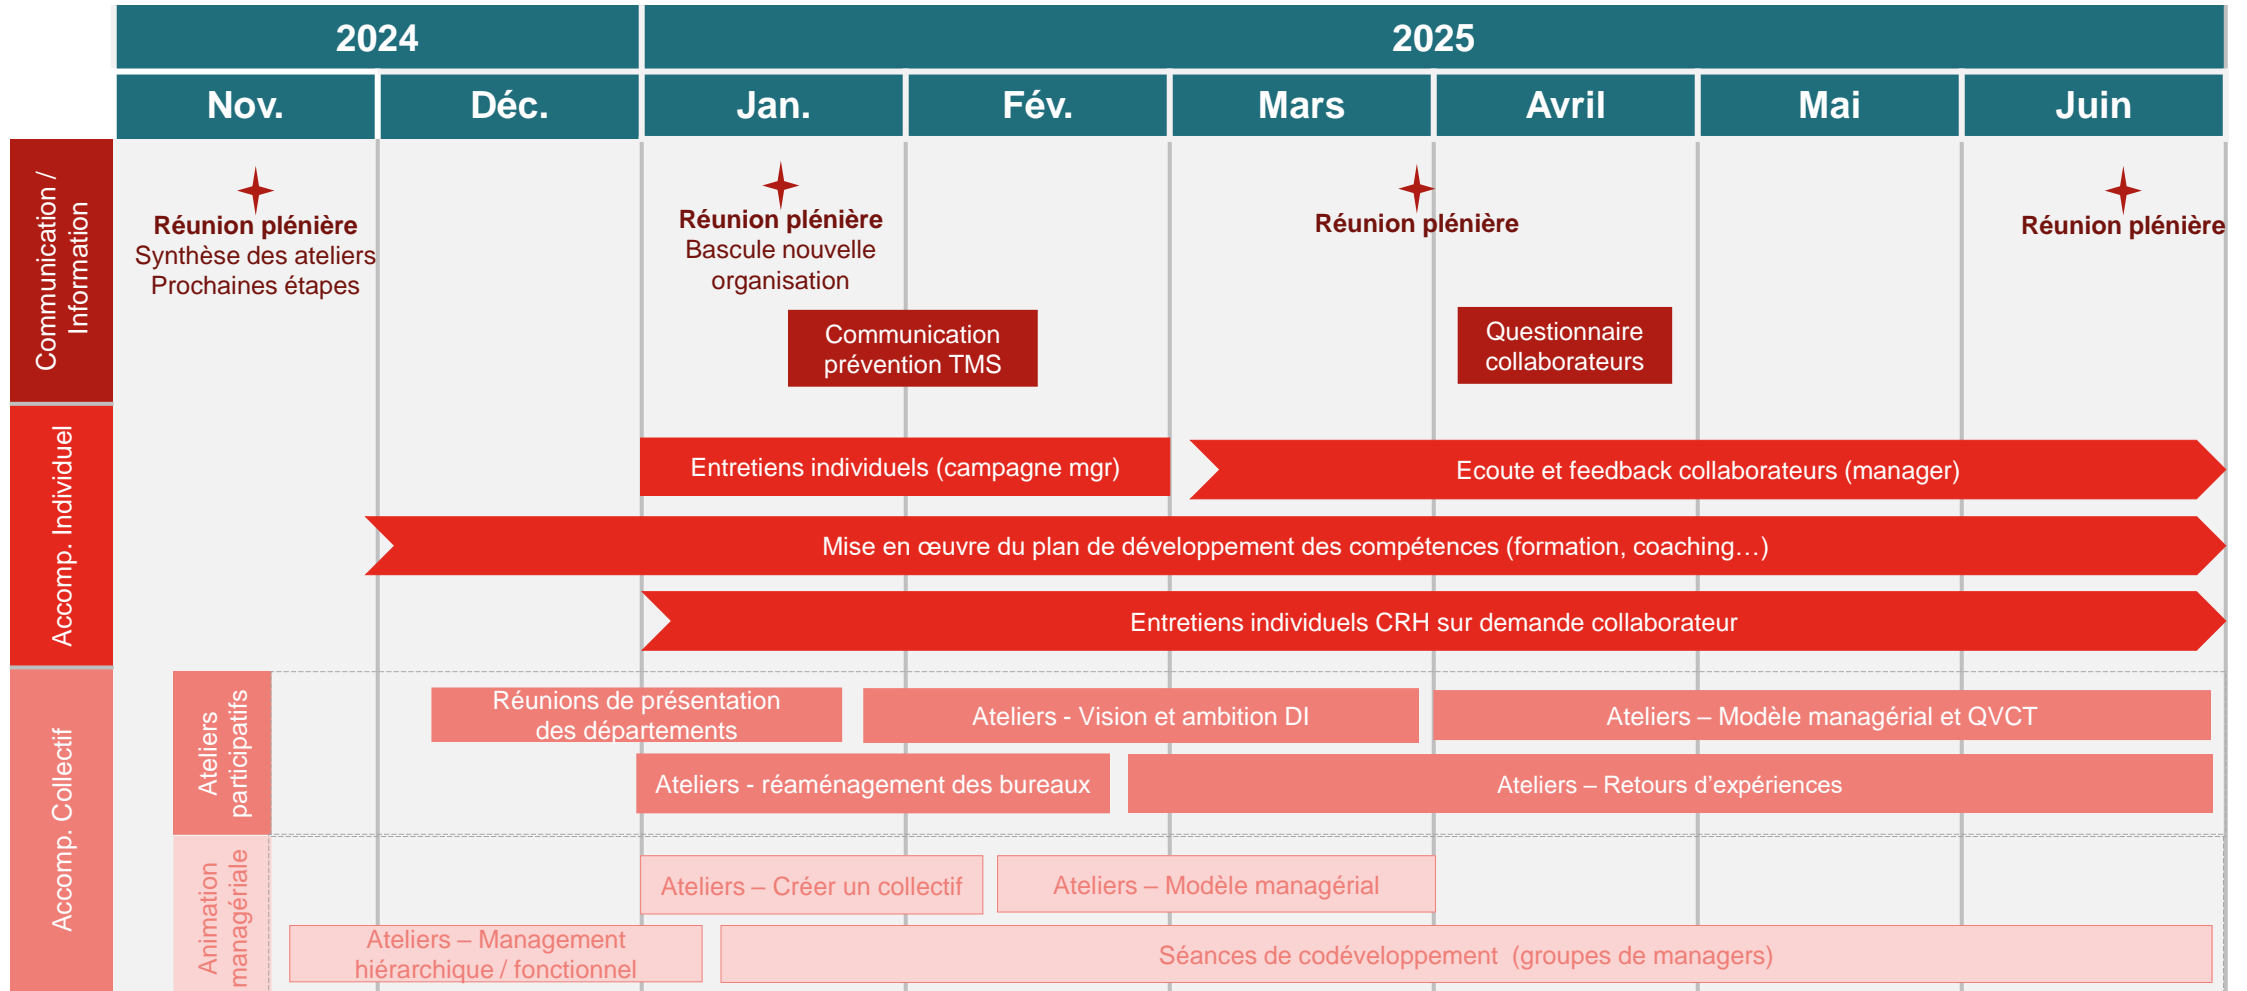 2024
2025
Nov.
Déc.
Jan.
Fév.
Mars
Avril
Mai
Juin
Communication /
Information
Réunion plénière
Synthèse des ateliers
Prochaines étapes
Réunion plénière
Bascule nouvelle
organisation
Réunion plénière
Réunion plénière
Communication
prévention TMS
Questionnaire
collaborateurs
Accomp. Individuel
Entretiens individuels (campagne mgr)
Ecoute et feedback collaborateurs (manager)
Mise en œuvre du plan de développement des compétences (formation, coaching…)
Entretiens individuels CRH sur demande collaborateur
Accomp. Collectif
Ateliers
participatifs
Réunions de présentation
des départements
Ateliers - Vision et ambition DI
Ateliers – Modèle managérial et QVCT
Ateliers - réaménagement des bureaux
Ateliers – Retours d’expériences
Animation
managériale
Ateliers – Créer un collectif
Ateliers – Modèle managérial
Ateliers – Management
hiérarchique / fonctionnel
Séances de codéveloppement  (groupes de managers)